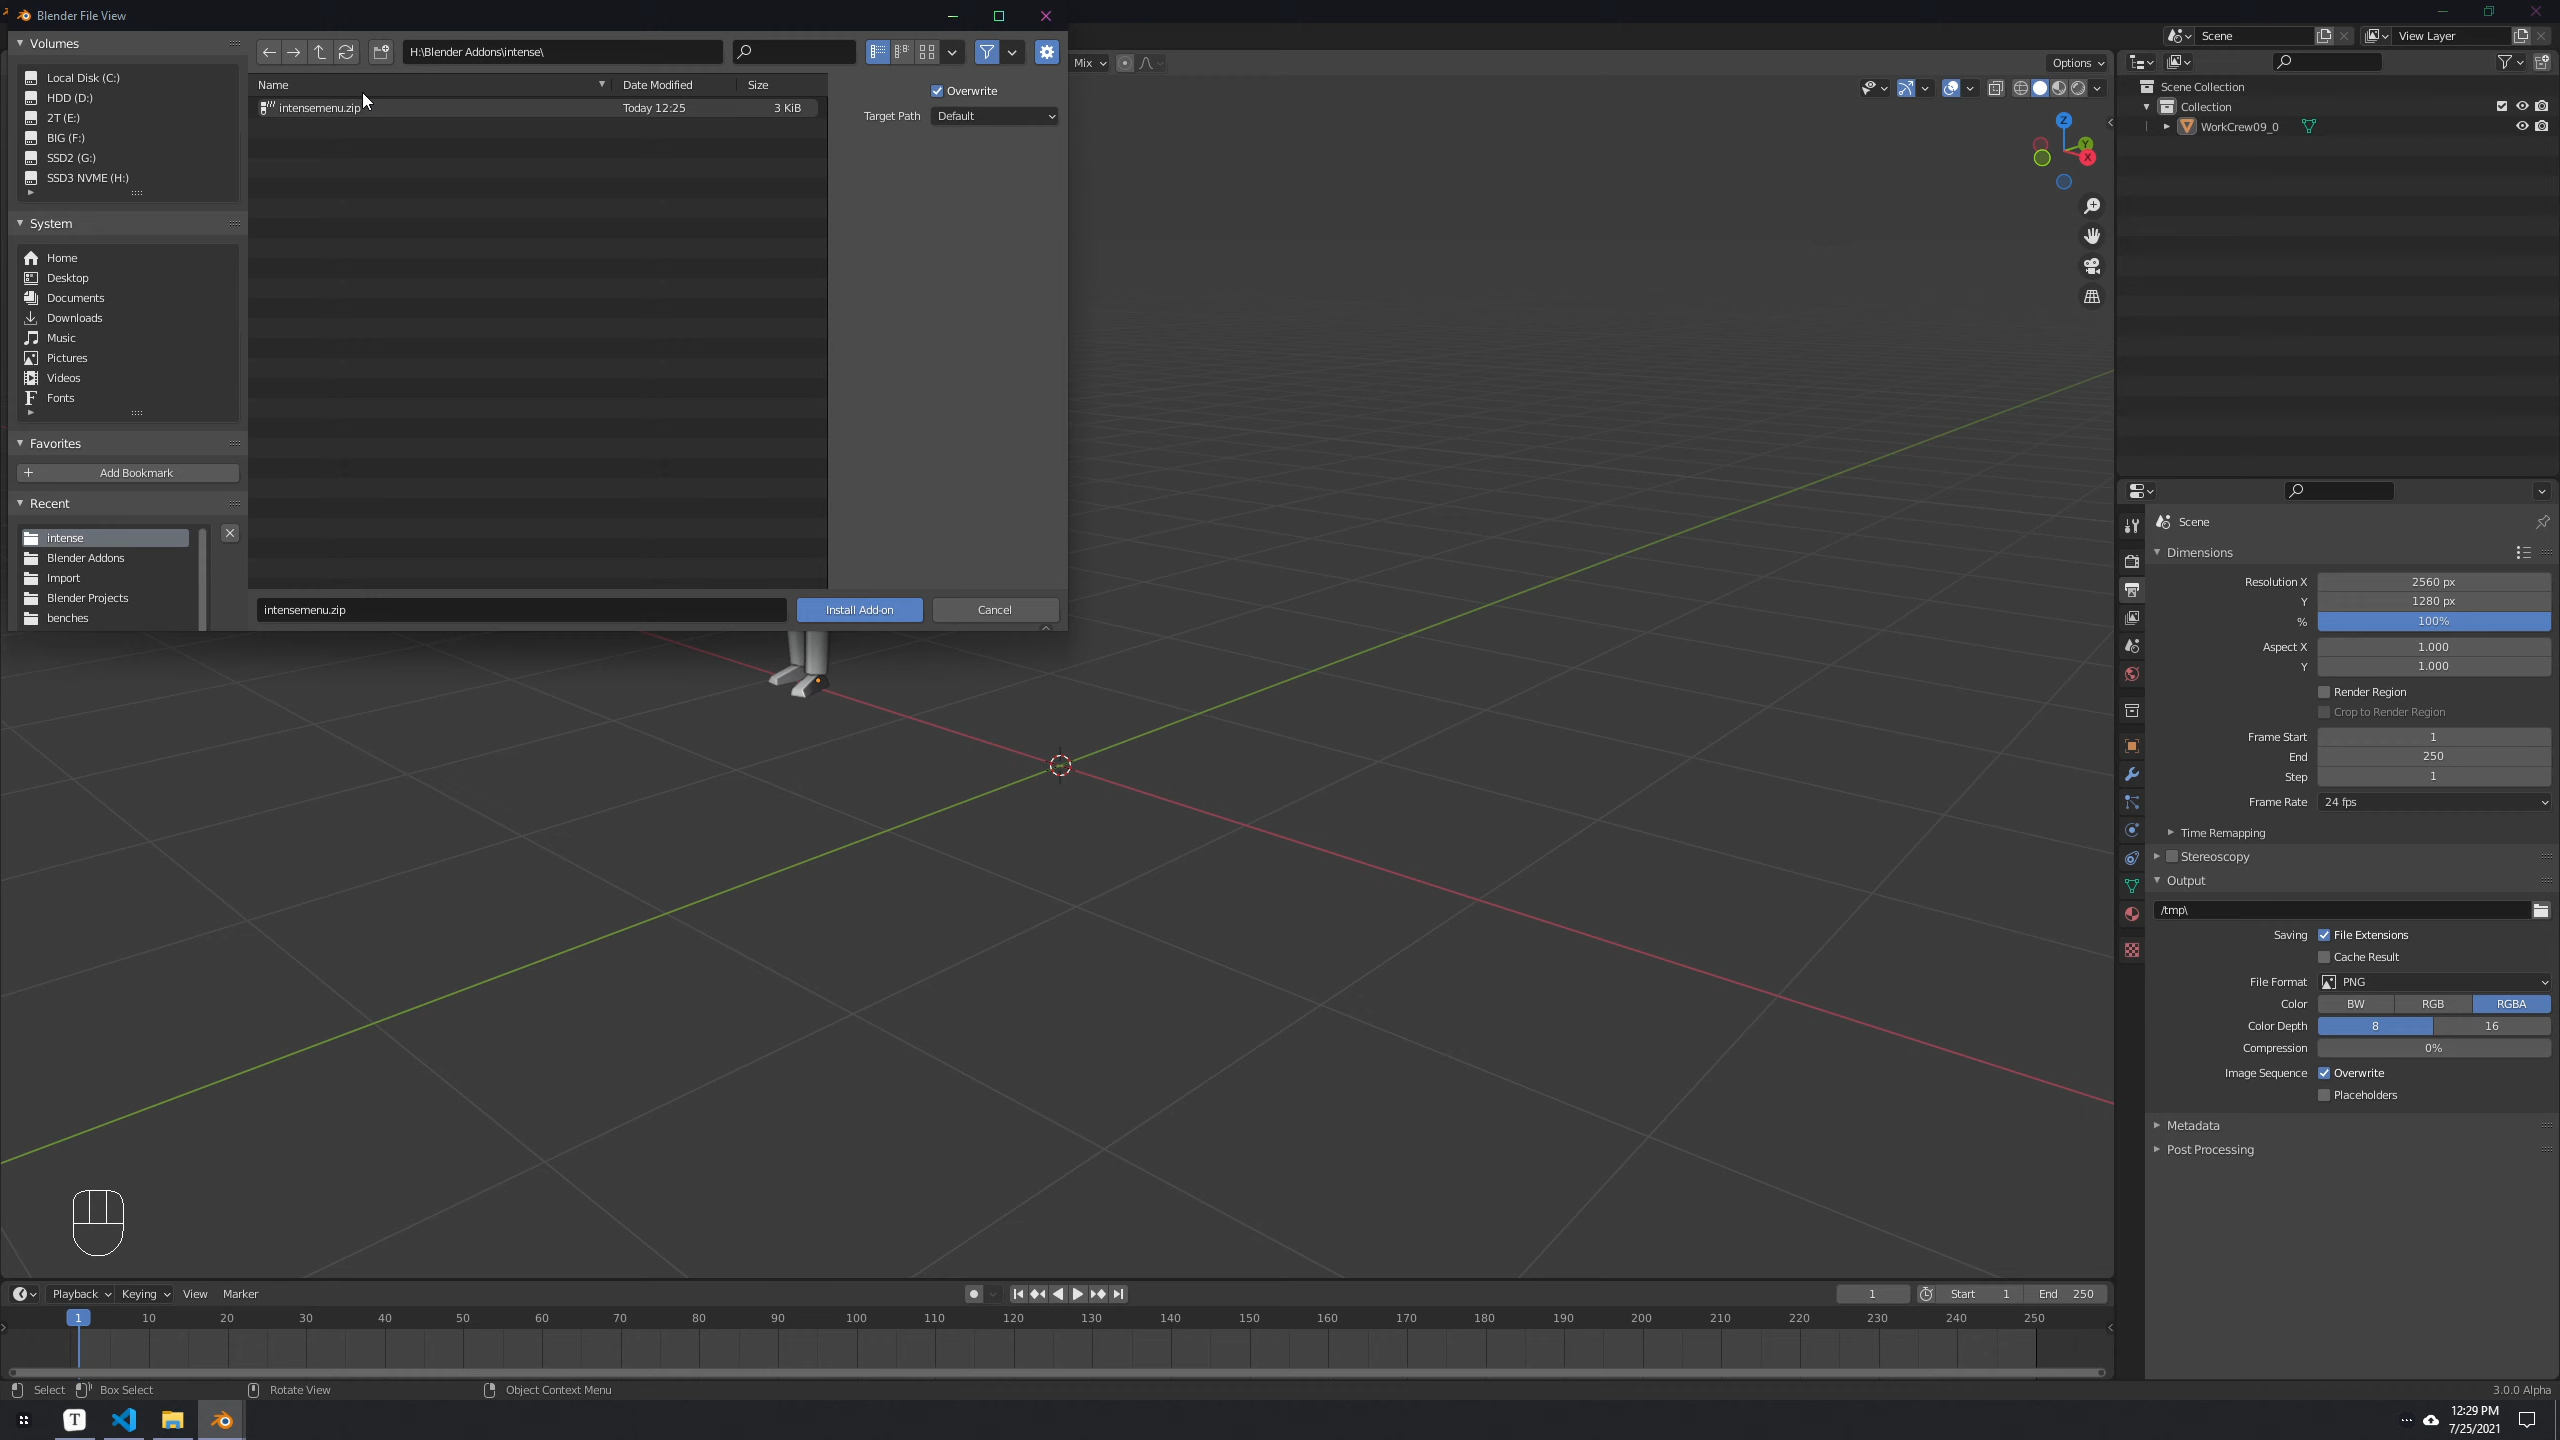 Blender File View
Volumes
Local Disk (C:)
HDD (D:)
2T (E:)
BIG (F:)
SSD2 (G:)
SSD3 NVME (H:)
System
Home
Desktop
Documents
Downloads
Music
Pictures
Videos
Fonts
Favorites
Add Bookmark
Recent
intense
Blender Addons
Import
Blender Projects
benches
H:\Blender Addons\intense\
Name Date Modified Size
intensemenu.zip Today 12:25 3 KiB
Overwrite
Target Path Default
intensemenu.zip
Install Add-on
Cancel
Mix
Options
Z
Y
X
Scene
View Layer
Scene Collection
Collection
WorkCrew09_0
Scene
Dimensions
Resolution X 2560 px
Y 1280 px
% 100%
Aspect X 1.000
Y 1.000
Render Region
Crop to Render Region
Frame Start 1
End 250
Step 1
Frame Rate 24 fps
Time Remapping
Stereoscopy
Output
/tmp\
Saving File Extensions
Cache Result
File Format PNG
Color BW RGB RGBA
Color Depth 8 16
Compression 0%
Image Sequence Overwrite
Placeholders
Metadata
Post Processing
Playback Keying View Marker
1 Start 1 End 250
1 10 20 30 40 50 60 70 80 90 100 110 120 130 140 150 160 170 180 190 200 210 220 230 240 250
Select Box Select Rotate View Object Context Menu
3.0.0 Alpha
T
12:29 PM
7/25/2021